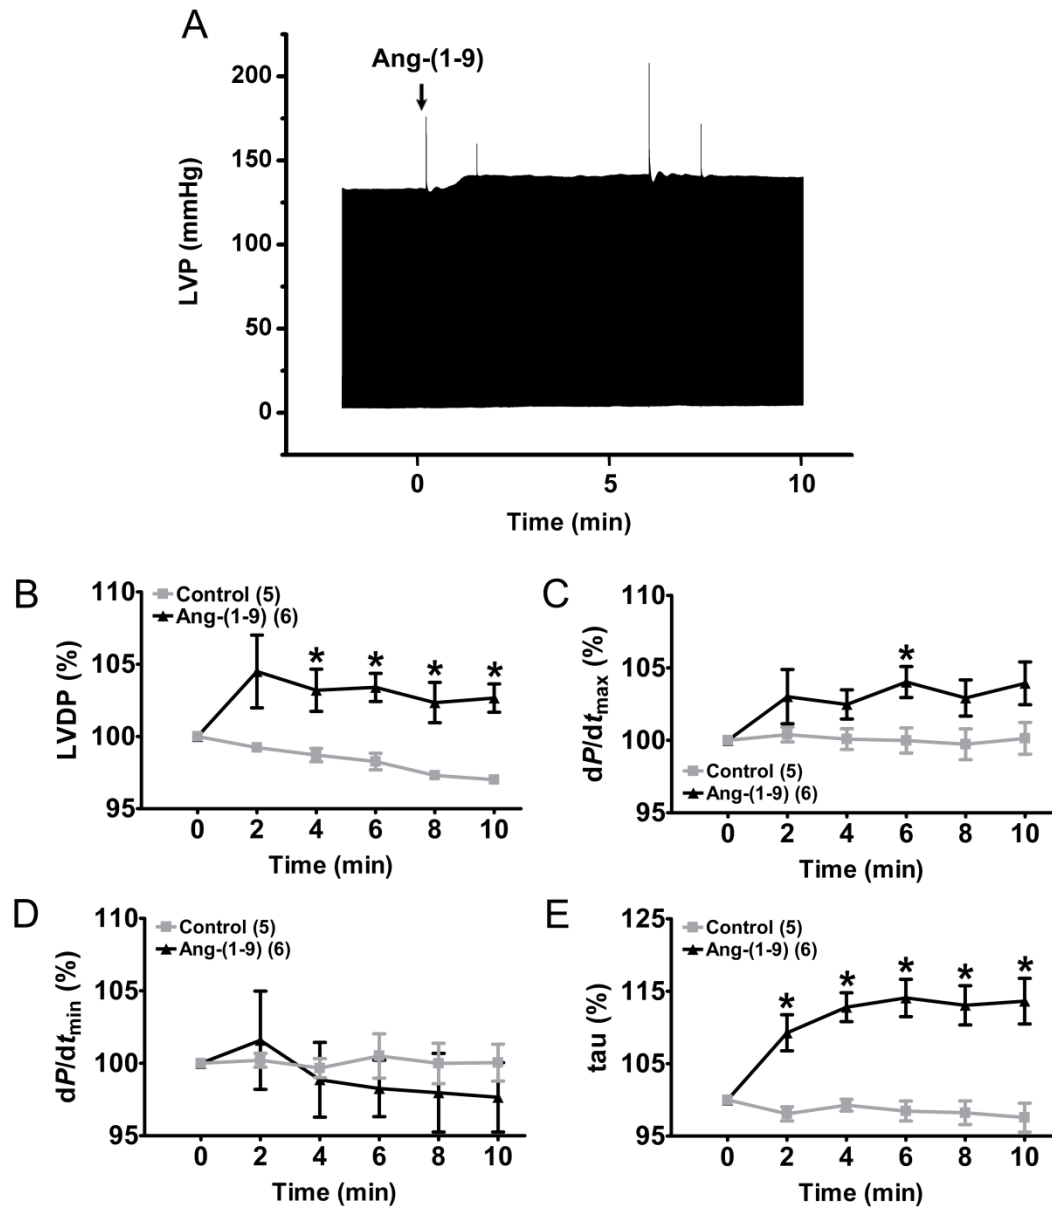 A
Ang-(1-9)
LVP (mmHg)
200
150
100
50
0
0 5 10
Time (min)
B
LVDP (%)
110
105
100
95
Control (5)
Ang-(1-9) (6)
* * * *
0 2 4 6 8 10
Time (min)
C
dP/dtmax (%)
110
105
100
95
*
Control (5)
Ang-(1-9) (6)
0 2 4 6 8 10
Time (min)
D
dP/dtmin (%)
110
105
100
95
Control (5)
Ang-(1-9) (6)
0 2 4 6 8 10
Time (min)
E
tau (%)
125
115
105
95
Control (5)
Ang-(1-9) (6)
* * * * *
0 2 4 6 8 10
Time (min)